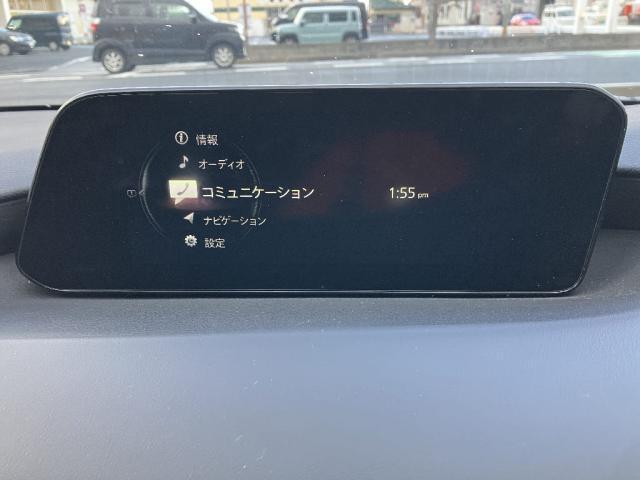 情報
オーディオ
コミュニケーション
1:55 pm
ナビゲーション
設定